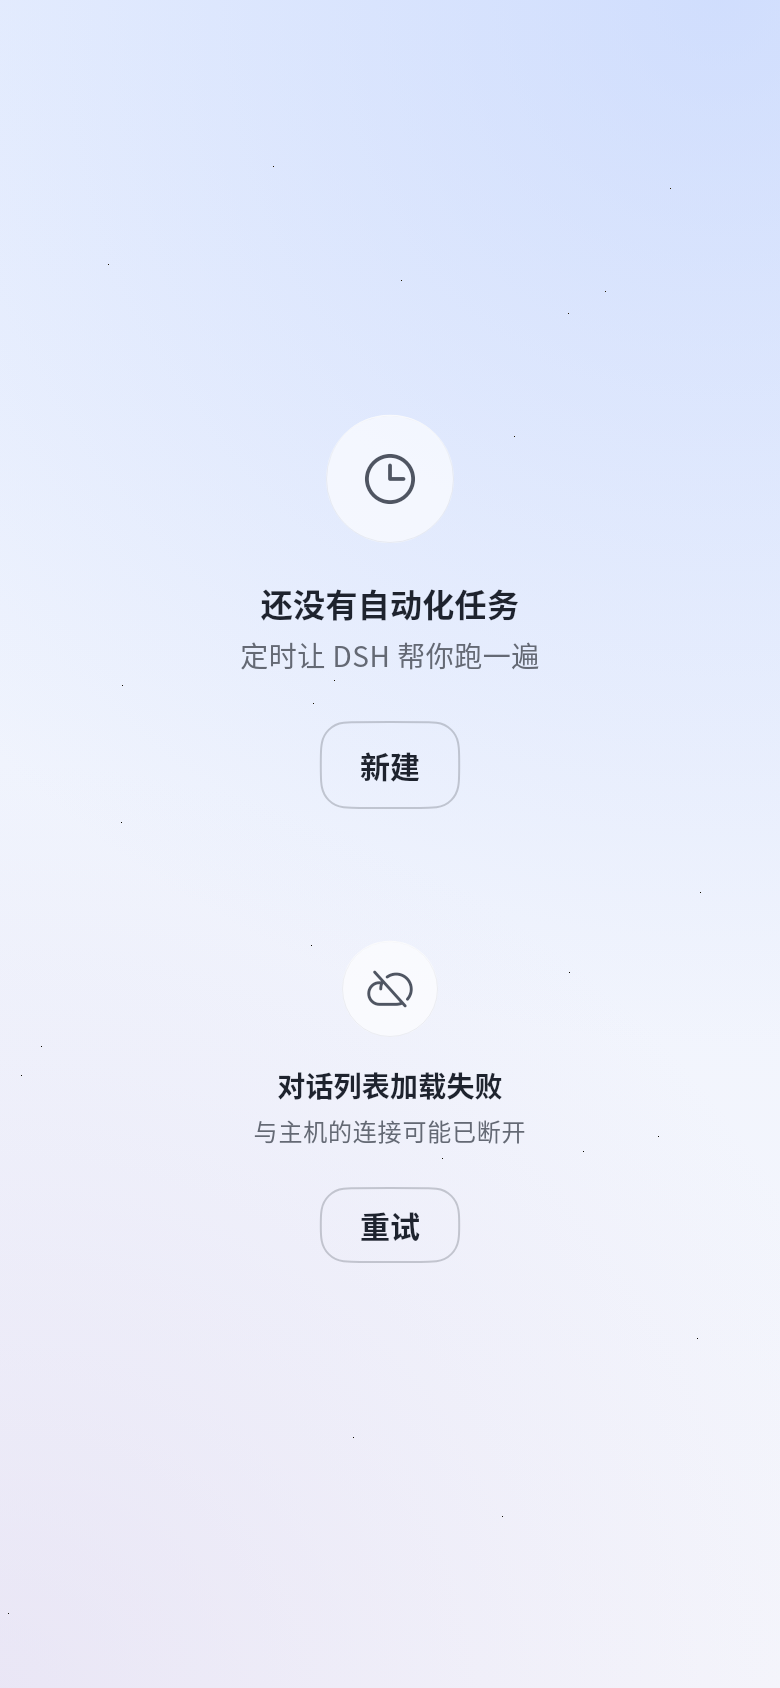 还没有自动化任务
定时让 DSH 帮你跑一遍
新建
对话列表加载失败
与主机的连接可能已断开
重试